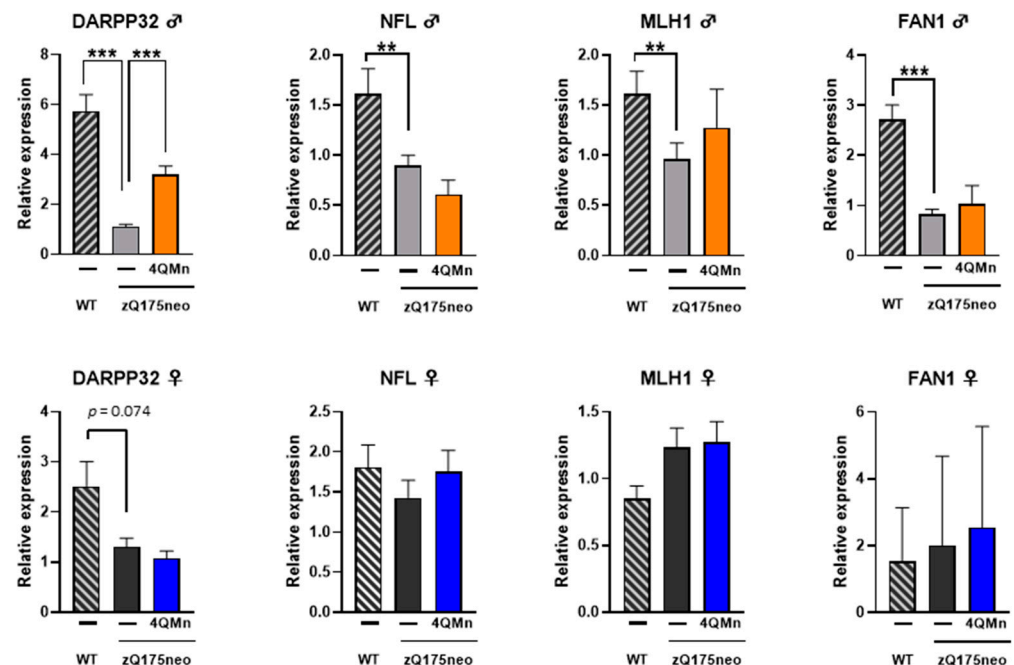 DARPP32 ♂
NFL ♂
MLH1 ♂
FAN1 ♂
Relative expression
8
6
4
2
0
*** ***
4QMn
WT zQ175neo
Relative expression
2.0
1.5
1.0
0.5
0.0
**
4QMn
WT zQ175neo
Relative expression
2.0
1.5
1.0
0.5
0.0
**
4QMn
WT zQ175neo
Relative expression
4
3
2
1
0
***
4QMn
WT zQ175neo
DARPP32 ♀
NFL ♀
MLH1 ♀
FAN1 ♀
Relative expression
4
3
2
1
0
p = 0.074
4QMn
WT zQ175neo
Relative expression
2.5
2.0
1.5
1.0
0.5
0.0
4QMn
WT zQ175neo
Relative expression
1.5
1.0
0.5
0.0
4QMn
WT zQ175neo
Relative expression
6
4
2
0
4QMn
WT zQ175neo